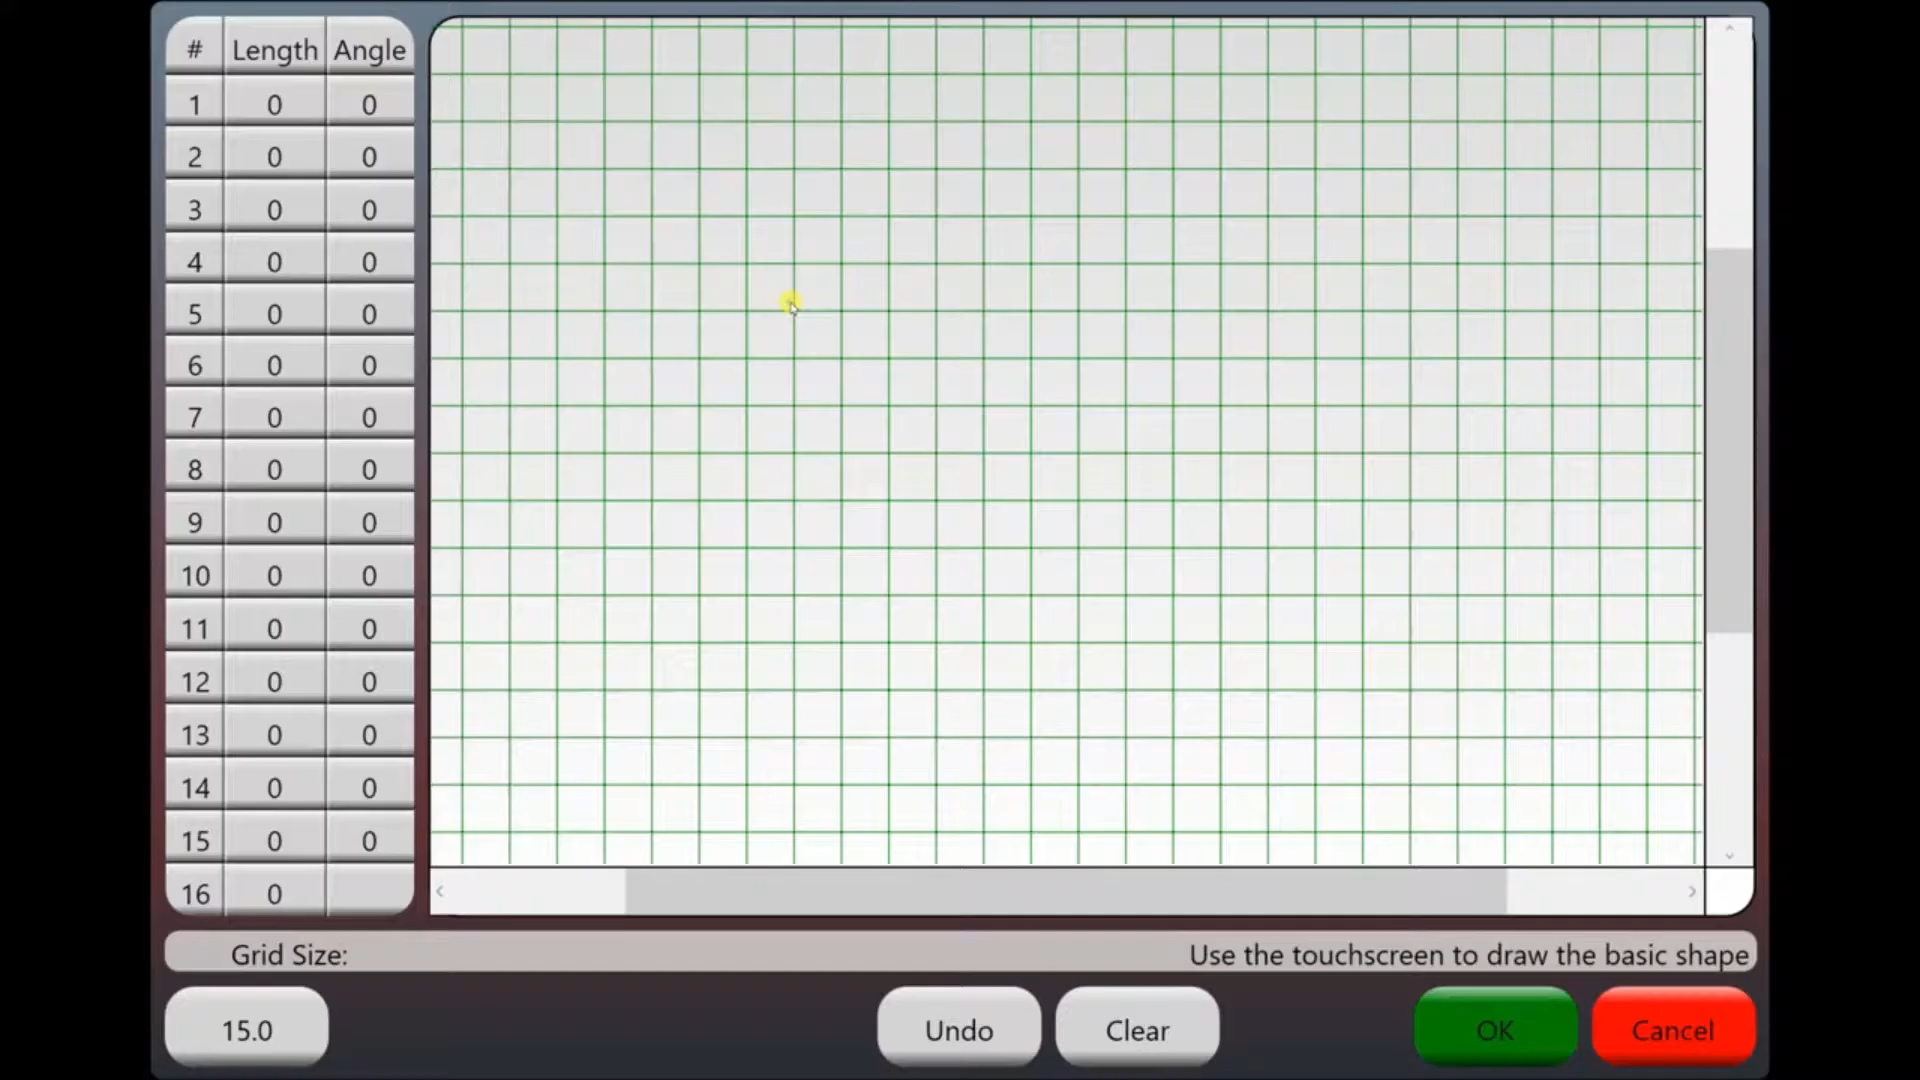 # Length Angle
1 0 0
2 0 0
3 0 0
4 0 0
5 0 0
6 0 0
7 0 0
8 0 0
9 0 0
10 0 0
11 0 0
12 0 0
13 0 0
14 0 0
15 0 0
16 0
Grid Size: Use the touchscreen to draw the basic shape
15.0 Undo Clear OK Cancel